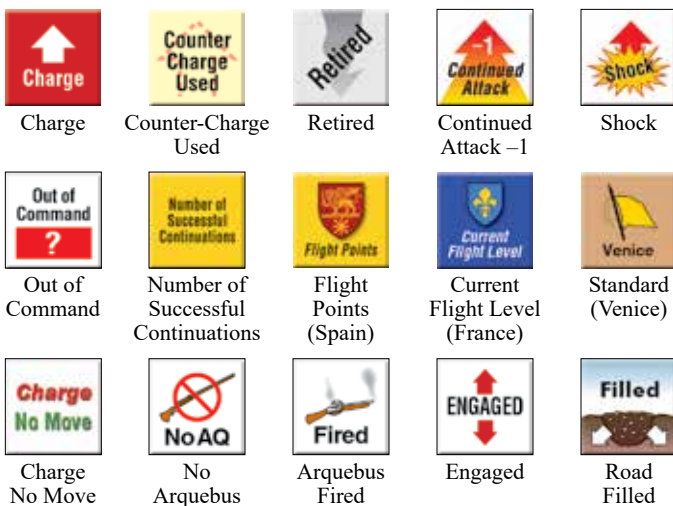 Charge
Counter
Charge
Used
Retired
-1
Continued
Attack
Shock
Charge
Counter-Charge
Used
Retired
Continued
Attack –1
Shock
Out of
Command
?
Number of
Successful
Continuations
Flight Points
Current
Flight Level
Venice
Out of
Command
Number of
Successful
Continuations
Flight
Points
(Spain)
Current
Flight Level
(France)
Standard
(Venice)
Charge
No Move
No AQ
Fired
ENGAGED
Filled
Charge
No Move
No
Arquebus
Arquebus
Fired
Engaged
Road
Filled